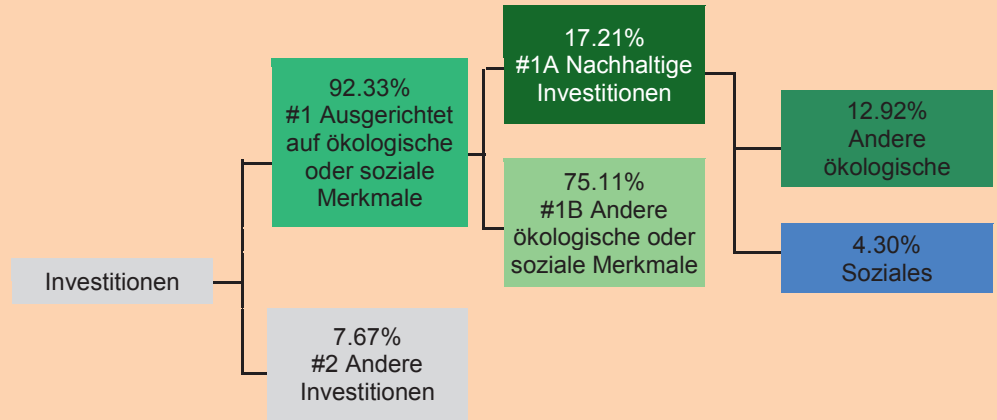 Investitionen
92.33%
#1 Ausgerichtet
auf ökologische
oder soziale
Merkmale
7.67%
#2 Andere
Investitionen
17.21%
#1A Nachhaltige
Investitionen
75.11%
#1B Andere
ökologische oder
soziale Merkmale
12.92%
Andere
ökologische
4.30%
Soziales